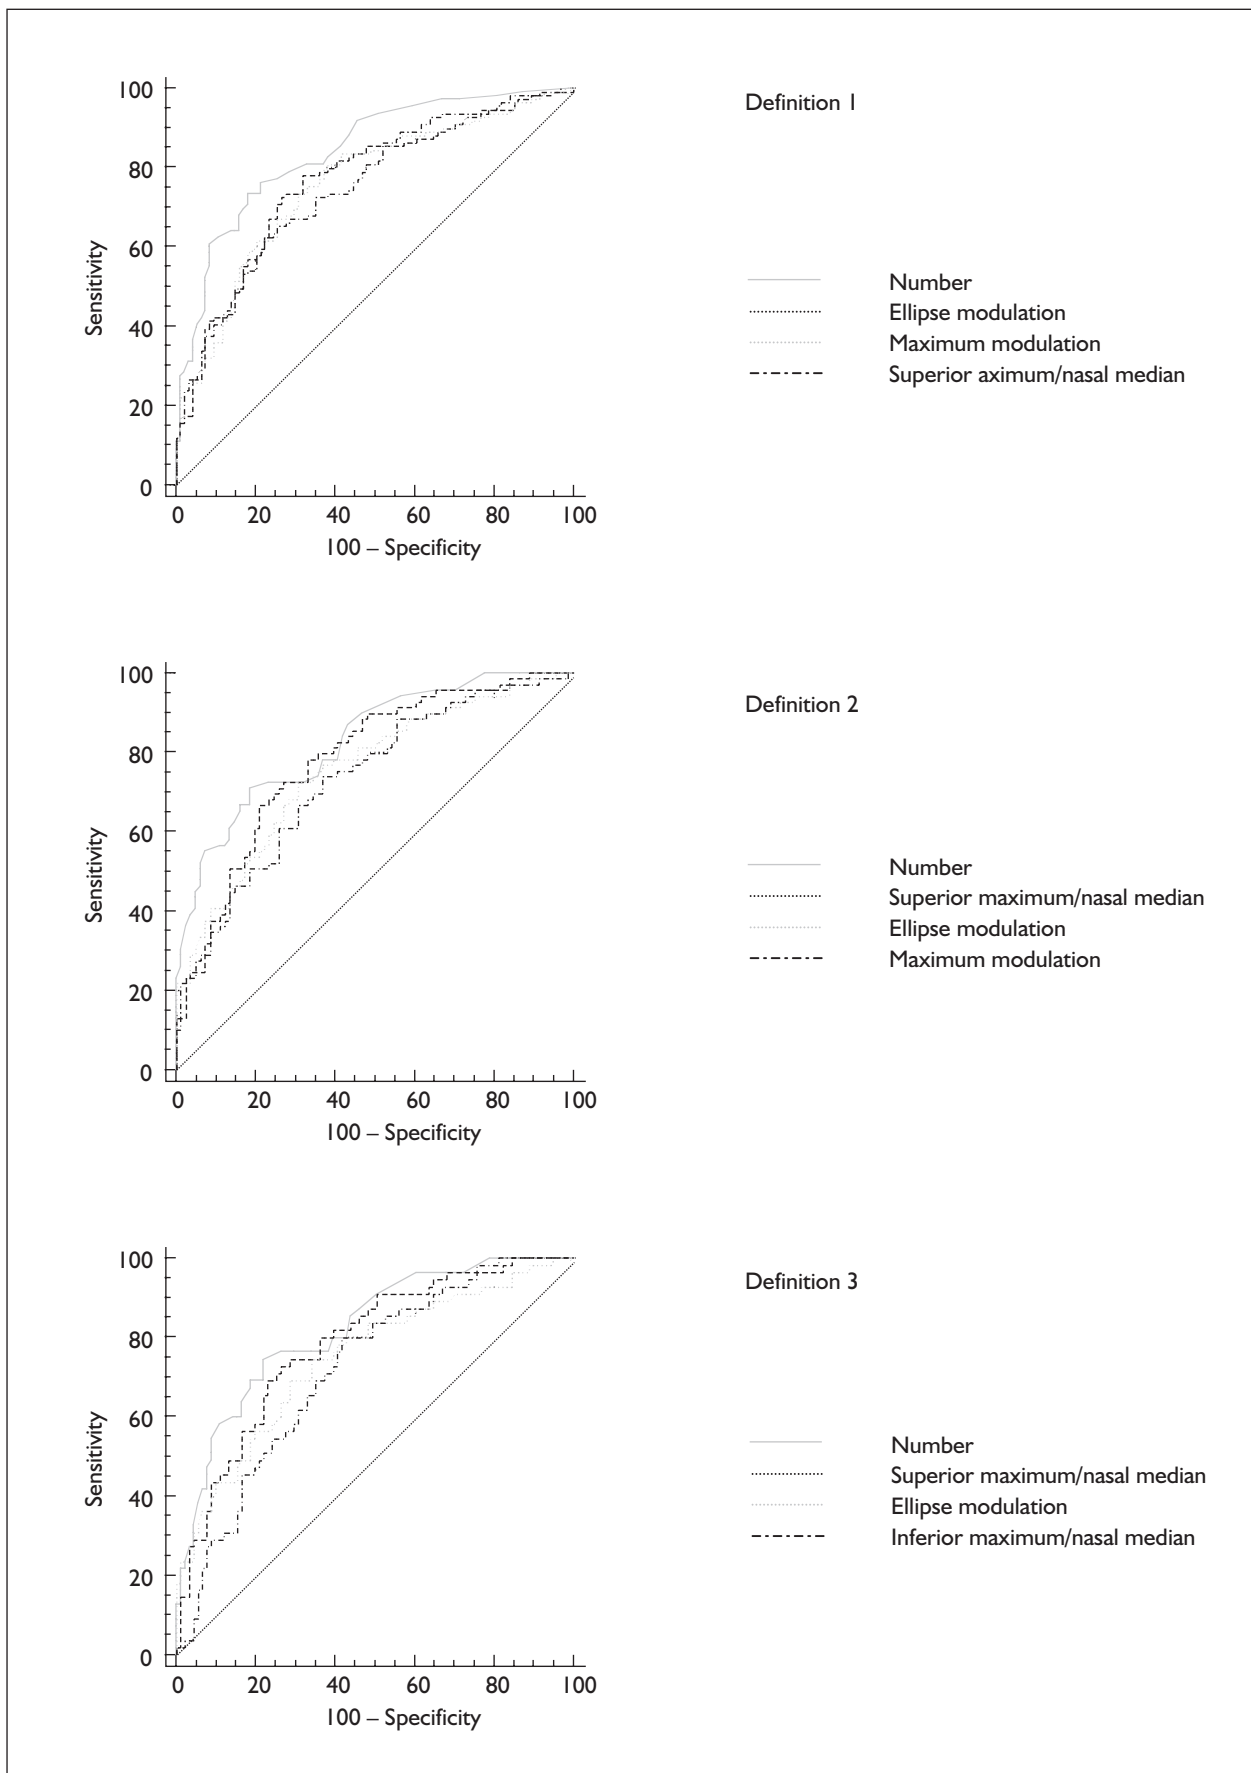 Definition 1
100
80
60
40
20
0
Sensitivity
0 20 40 60 80 100
100 – Specificity
Number
Ellipse modulation
Maximum modulation
Superior aximum/nasal median
Definition 2
100
80
60
40
20
0
Sensitivity
0 20 40 60 80 100
100 – Specificity
Number
Superior maximum/nasal median
Ellipse modulation
Maximum modulation
Definition 3
100
80
60
40
20
0
Sensitivity
0 20 40 60 80 100
100 – Specificity
Number
Superior maximum/nasal median
Ellipse modulation
Inferior maximum/nasal median